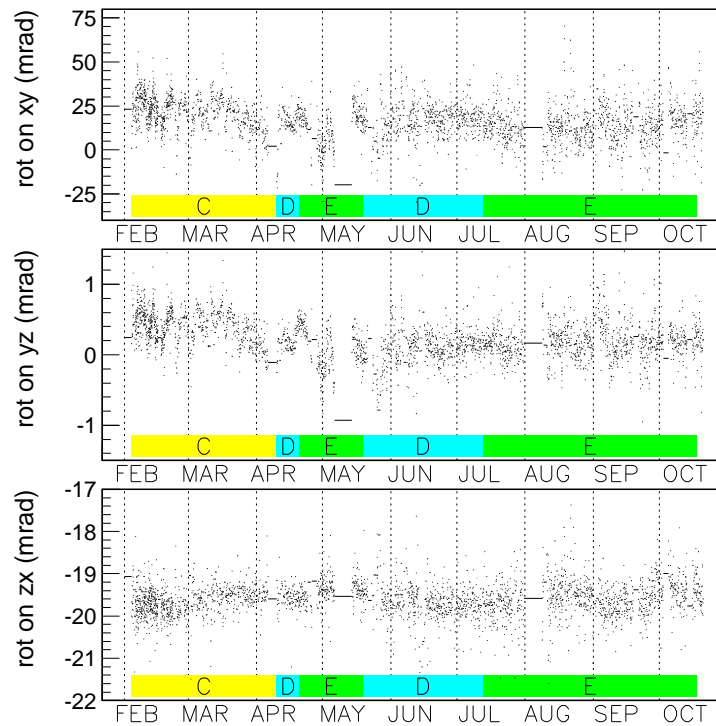 rot on xy (mrad)
75
50
25
0
-25
C D E D E
FEB MAR APR MAY JUN JUL AUG SEP OCT
rot on yz (mrad)
1
0
-1
C D E D E
FEB MAR APR MAY JUN JUL AUG SEP OCT
rot on zx (mrad)
-17
-18
-19
-20
-21
-22
C D E D E
FEB MAR APR MAY JUN JUL AUG SEP OCT